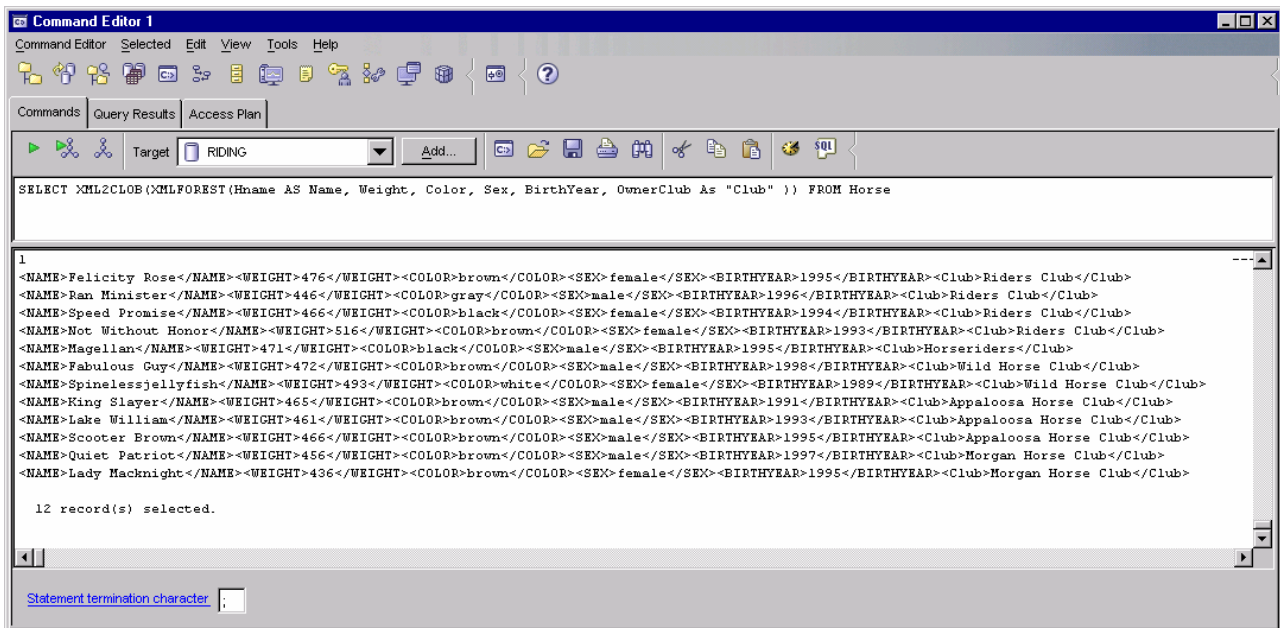 Command Editor 1
Command Editor Selected Edit View Tools Help
Commands Query Results Access Plan
Target RIDING Add... SQL
SELECT XML2CLOB(XMLFOREST(Hname AS Name, Weight, Color, Sex, BirthYear, OwnerClub As "Club" )) FROM Horse
1 ---
<NAME>Felicity Rose</NAME><WEIGHT>476</WEIGHT><COLOR>brown</COLOR><SEX>female</SEX><BIRTHYEAR>1995</BIRTHYEAR><Club>Riders Club</Club>
<NAME>Ran Minister</NAME><WEIGHT>446</WEIGHT><COLOR>gray</COLOR><SEX>male</SEX><BIRTHYEAR>1996</BIRTHYEAR><Club>Riders Club</Club>
<NAME>Speed Promise</NAME><WEIGHT>466</WEIGHT><COLOR>black</COLOR><SEX>male</SEX><BIRTHYEAR>1994</BIRTHYEAR><Club>Riders Club</Club>
<NAME>Not Without Honor</NAME><WEIGHT>516</WEIGHT><COLOR>brown</COLOR><SEX>female</SEX><BIRTHYEAR>1993</BIRTHYEAR><Club>Riders Club</Club>
<NAME>Magellan</NAME><WEIGHT>471</WEIGHT><COLOR>black</COLOR><SEX>male</SEX><BIRTHYEAR>1995</BIRTHYEAR><Club>Horseriders</Club>
<NAME>Fabulous Guy</NAME><WEIGHT>472</WEIGHT><COLOR>brown</COLOR><SEX>male</SEX><BIRTHYEAR>1998</BIRTHYEAR><Club>Wild Horse Club</Club>
<NAME>Spinelessjellyfish</NAME><WEIGHT>493</WEIGHT><COLOR>white</COLOR><SEX>female</SEX><BIRTHYEAR>1989</BIRTHYEAR><Club>Wild Horse Club</Club>
<NAME>King Slayer</NAME><WEIGHT>465</WEIGHT><COLOR>brown</COLOR><SEX>male</SEX><BIRTHYEAR>1991</BIRTHYEAR><Club>Appaloosa Horse Club</Club>
<NAME>Lake William</NAME><WEIGHT>461</WEIGHT><COLOR>brown</COLOR><SEX>male</SEX><BIRTHYEAR>1993</BIRTHYEAR><Club>Appaloosa Horse Club</Club>
<NAME>Scooter Brown</NAME><WEIGHT>466</WEIGHT><COLOR>brown</COLOR><SEX>male</SEX><BIRTHYEAR>1995</BIRTHYEAR><Club>Appaloosa Horse Club</Club>
<NAME>Quiet Patriot</NAME><WEIGHT>456</WEIGHT><COLOR>brown</COLOR><SEX>male</SEX><BIRTHYEAR>1997</BIRTHYEAR><Club>Morgan Horse Club</Club>
<NAME>Lady Macknight</NAME><WEIGHT>436</WEIGHT><COLOR>brown</COLOR><SEX>female</SEX><BIRTHYEAR>1995</BIRTHYEAR><Club>Morgan Horse Club</Club>
12 record(s) selected.
Statement termination character ;